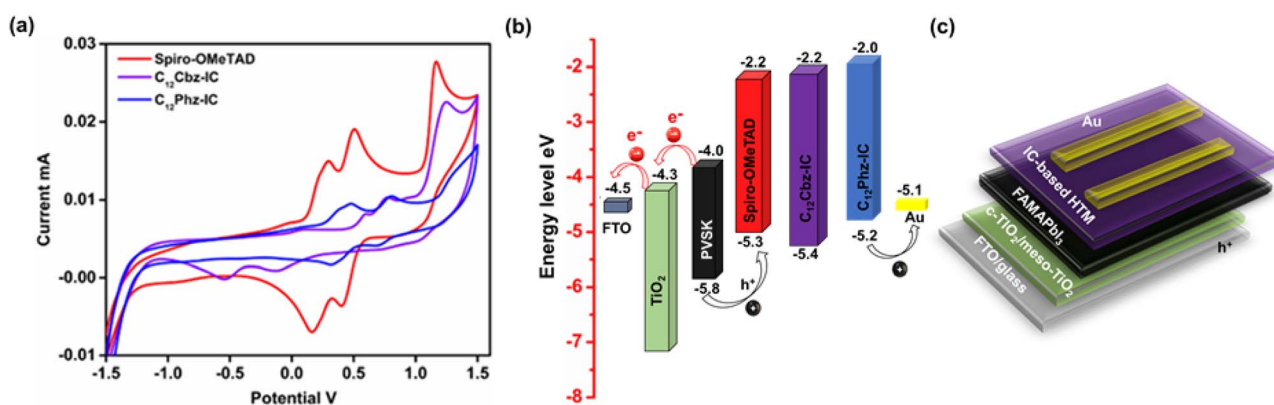 (a)
0.03
0.02
0.01
-0.00
-0.01
Current mA
Spiro-OMeTAD
C₁₂Cbz-IC
C₁₂Phz-IC
-1.5 -1.0 -0.5 0.0 0.5 1.0 1.5
Potential V
(b)
-2
-3
-4
-5
-6
-7
-8
Energy level eV
e⁻
e⁻
-4.5
FTO
-4.3
TiO₂
-4.0
PVSK
-5.8
h⁺
-2.2
Spiro-OMeTAD
-5.3
-2.2
C₁₂Cbz-IC
-5.4
-2.0
C₁₂Phz-IC
-5.2
-5.1
Au
(c)
Au
IC-based HTM
FAMAPbI₃
c-TiO₂/meso-TiO₂
FTO/glass
h⁺